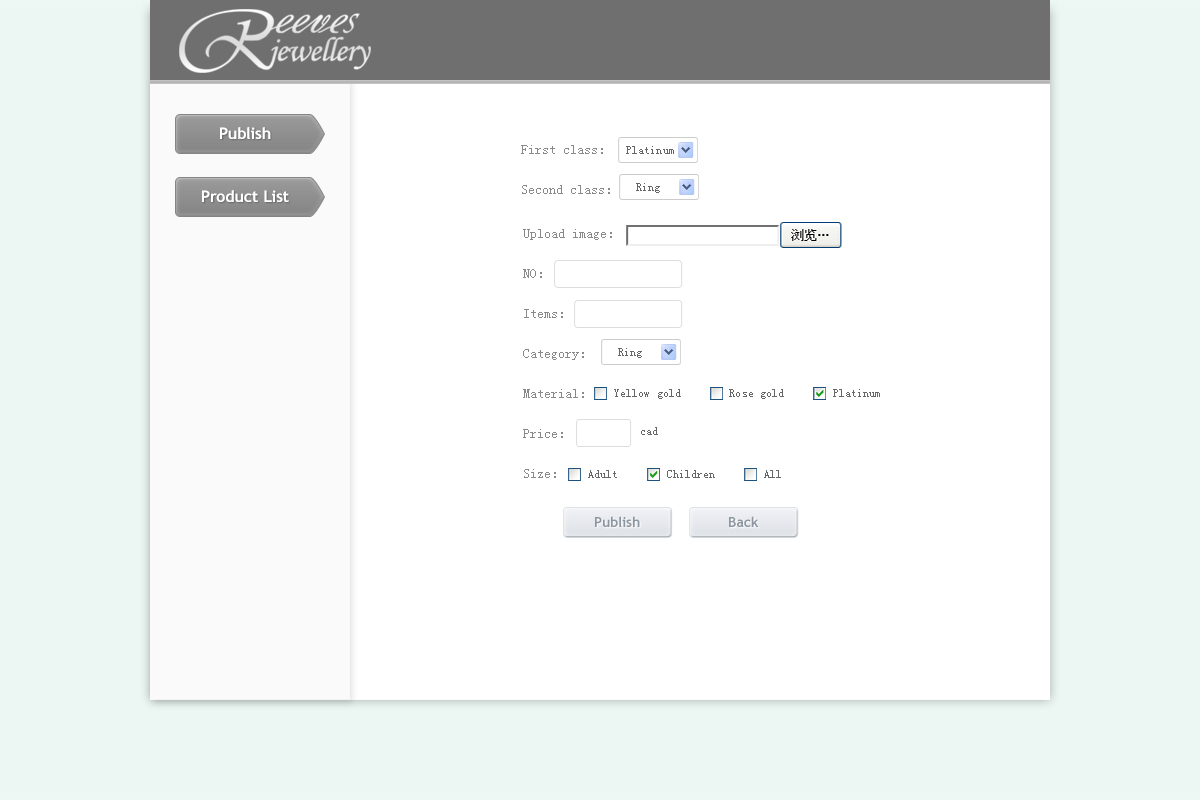 Reeves
jewellery
Publish
Product List
First class: Platinum
Second class: Ring
Upload image: 浏览…
NO:
Items:
Category: Ring
Material: Yellow gold Rose gold Platinum
Price: cad
Size: Adult Children All
Publish Back